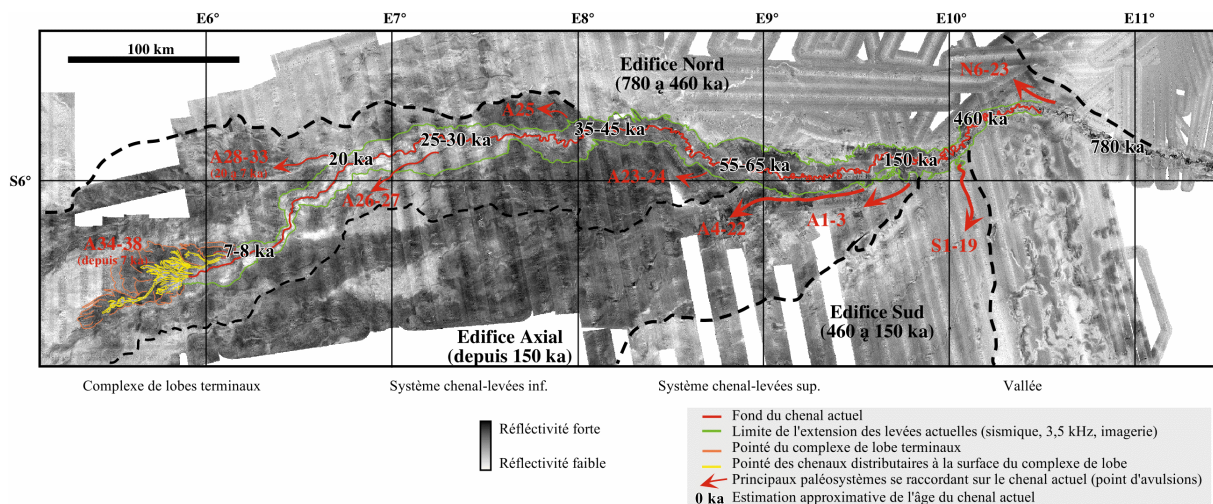 E6° E7° E8° E9° E10° E11°
100 km
Edifice Nord
(780 ą 460 ka)
N6-23
A25
25-30 ka
35-45 ka
460 ka
780 ka
A28-33
20 ka
55-65 ka
150 ka
S6°
A26-27
A23-24
A4-22
A1-3
S1-19
A34-38
(depuis 7 ka)
7-8 ka
Edifice Axial
(depuis 150 ka)
Edifice Sud
(460 ą 150 ka)
Complexe de lobes terminaux
Système chenal-levées inf.
Système chenal-levées sup.
Vallée
Réfléctivité forte
Réflectivité faible
Fond du chenal actuel
Limite de l'extension des levées actuelles (sismique, 3,5 kHz, imagerie)
Pointé du complexe de lobe terminaux
Pointé des chenaux distributaires à la surface du complexe de lobe
Principaux paléosystèmes se raccordant sur le chenal actuel (point d'avulsions)
0 ka Estimation approximative de l'âge du chenal actuel